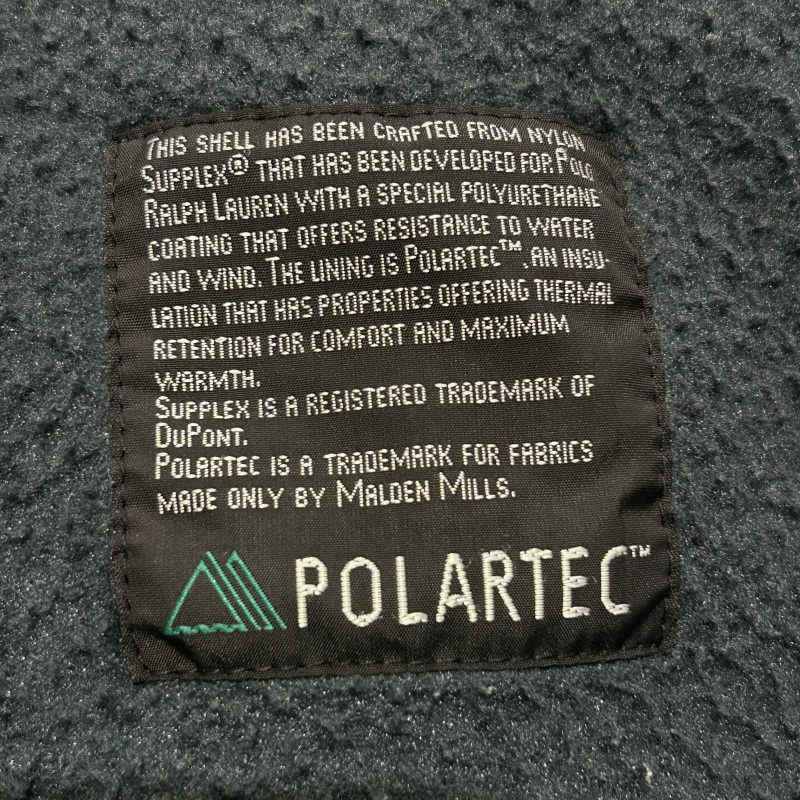 THIS SHELL HAS BEEN CRAFTED FROM NYLON
SUPPLEX® THAT HAS BEEN DEVELOPED FOR POLO
RALPH LAUREN WITH A SPECIAL POLYURETHANE
COATING THAT OFFERS RESISTANCE TO WATER
AND WIND. THE LINING IS POLARTEC™, AN INSU-
LATION THAT HAS PROPERTIES OFFERING THERMAL
RETENTION FOR COMFORT AND MAXIMUM
WARMTH.
SUPPLEX IS A REGISTERED TRADEMARK OF
DUPONT.
POLARTEC IS A TRADEMARK FOR FABRICS
MADE ONLY BY MALDEN MILLS.
POLARTEC™